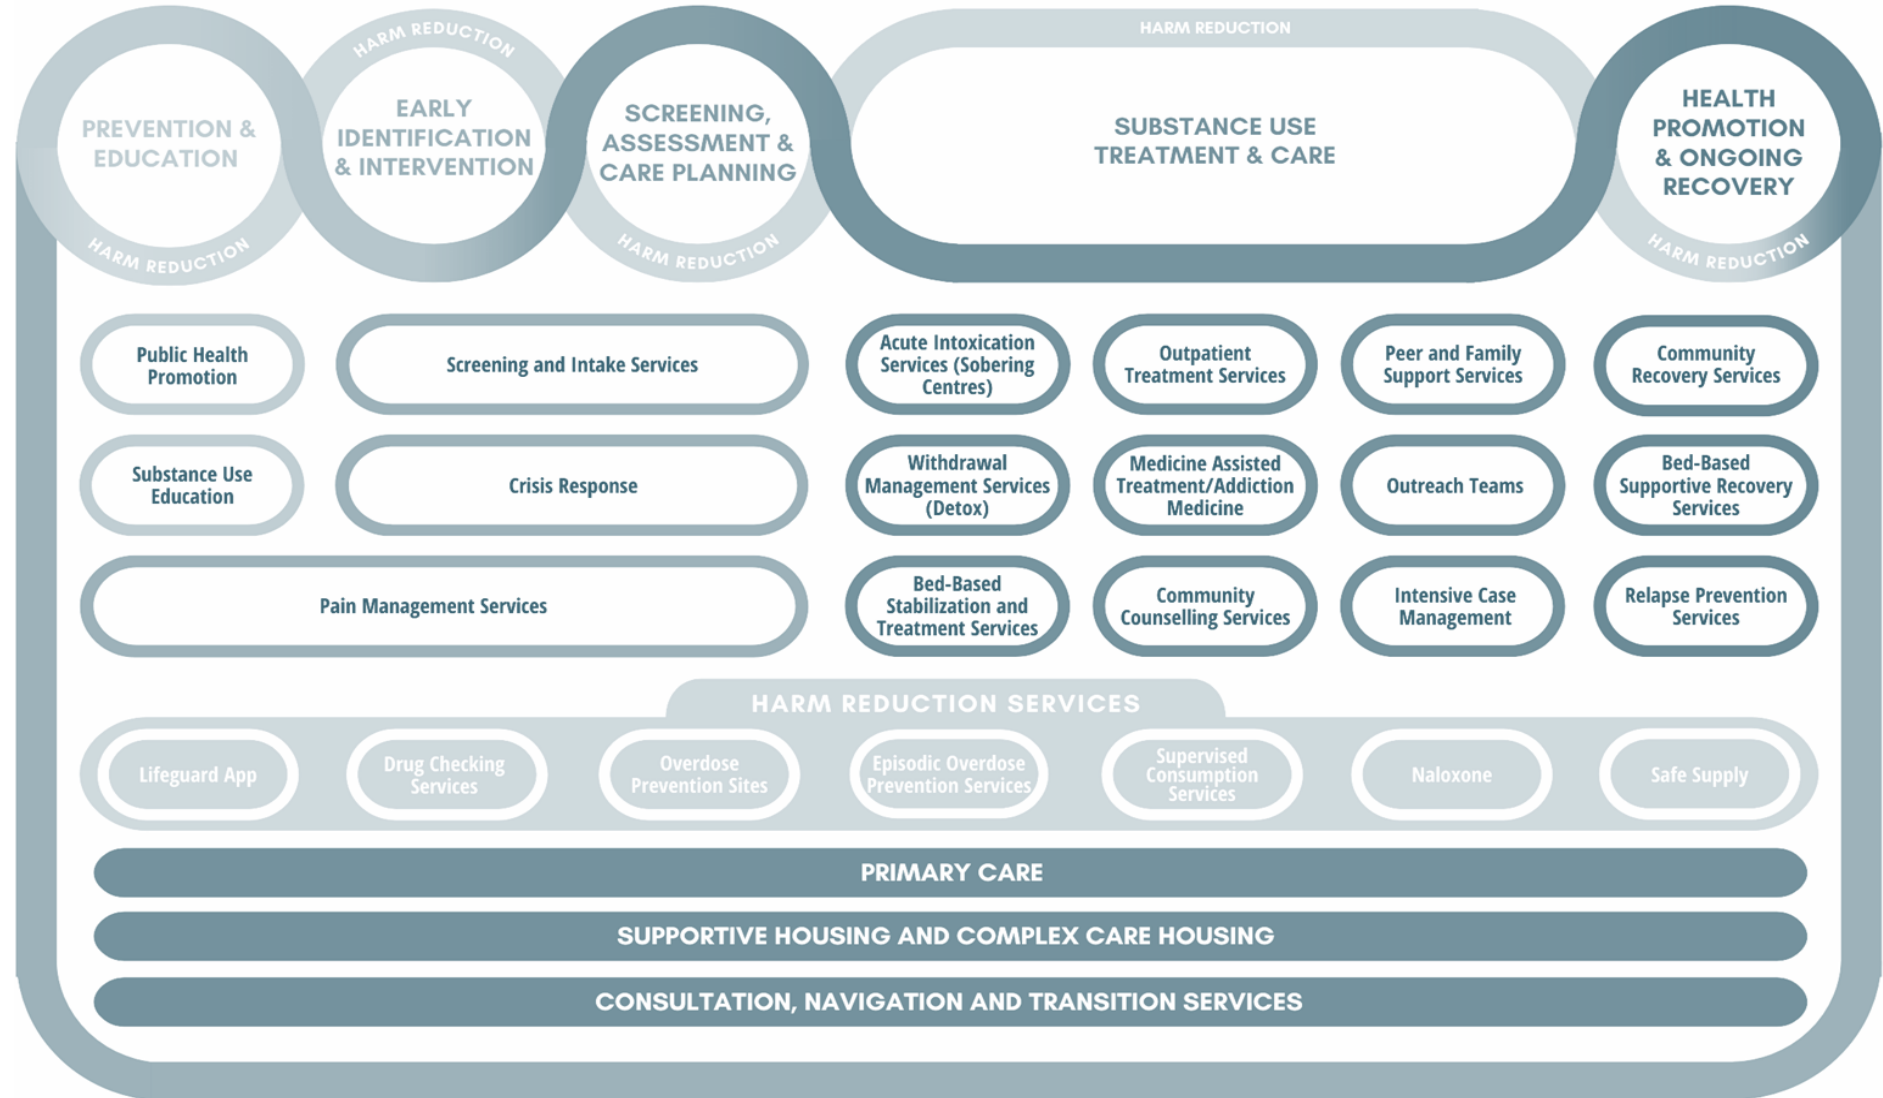 HARM REDUCTION
HARM REDUCTION
PREVENTION &
EDUCATION
HARM REDUCTION
EARLY
IDENTIFICATION
& INTERVENTION
SCREENING,
ASSESSMENT &
CARE PLANNING
HARM REDUCTION
SUBSTANCE USE
TREATMENT & CARE
HEALTH
PROMOTION
& ONGOING
RECOVERY
HARM REDUCTION
Public Health
Promotion
Screening and Intake Services
Acute Intoxication
Services (Sobering
Centres)
Outpatient
Treatment Services
Peer and Family
Support Services
Community
Recovery Services
Substance Use
Education
Crisis Response
Withdrawal
Management Services
(Detox)
Medicine Assisted
Treatment/Addiction
Medicine
Outreach Teams
Bed-Based
Supportive Recovery
Services
Pain Management Services
Bed-Based
Stabilization and
Treatment Services
Community
Counselling Services
Intensive Case
Management
Relapse Prevention
Services
HARM REDUCTION SERVICES
Lifeguard App
Drug Checking
Services
Overdose
Prevention Sites
Episodic Overdose
Prevention Services
Supervised
Consumption
Services
Naloxone
Safe Supply
PRIMARY CARE
SUPPORTIVE HOUSING AND COMPLEX CARE HOUSING
CONSULTATION, NAVIGATION AND TRANSITION SERVICES